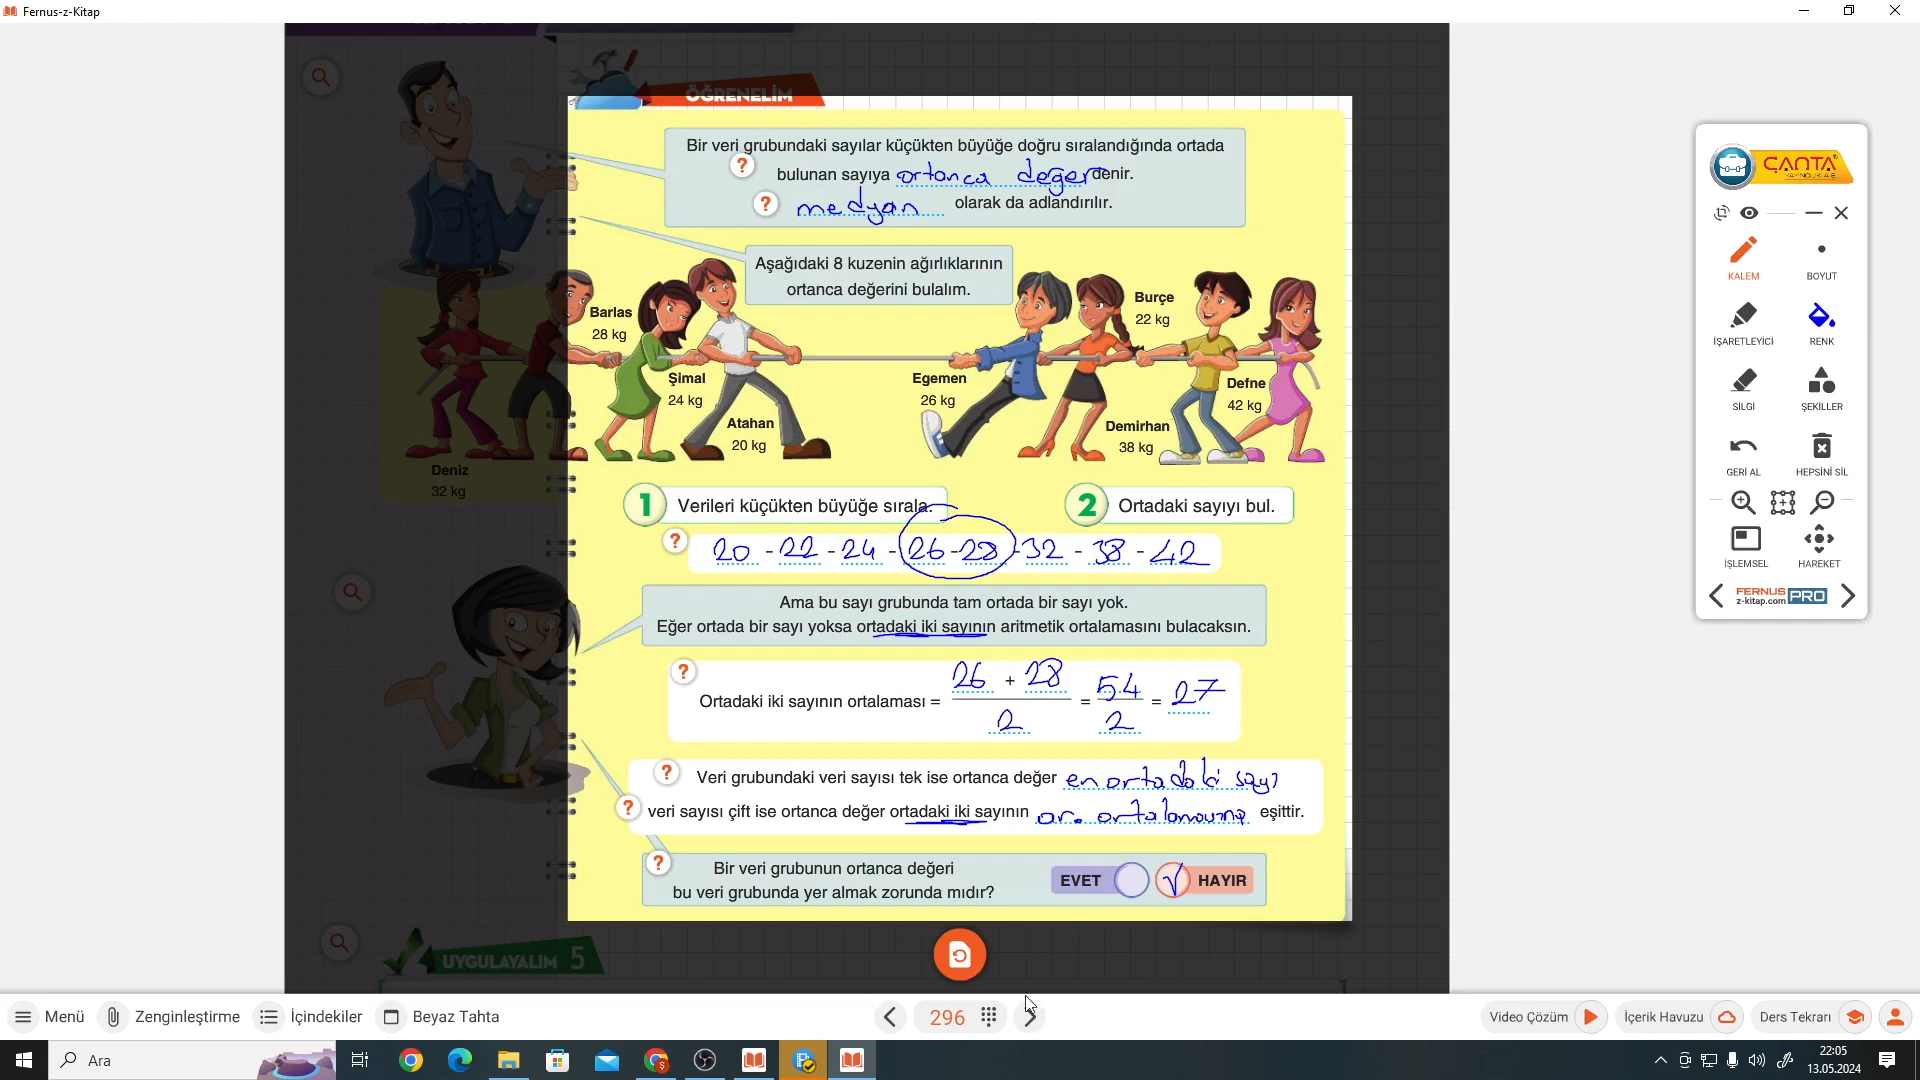 Fernus-z-Kitap
ÖĞRENELİM
Bir veri grubundaki sayılar küçükten büyüğe doğru sıralandığında ortada
? bulunan sayıya ortanca değer denir.
? medyan olarak da adlandırılır.
Aşağıdaki 8 kuzenin ağırlıklarının
ortanca değerini bulalım.
Barlas
28 kg
Şimal
24 kg
Atahan
20 kg
Egemen
26 kg
Burçe
22 kg
Demirhan
38 kg
Defne
42 kg
Deniz
32 kg
1 Verileri küçükten büyüğe sırala.
2 Ortadaki sayıyı bul.
? 20 - 22 - 24 - 26 - 28 - 32 - 38 - 42
Ama bu sayı grubunda tam ortada bir sayı yok.
Eğer ortada bir sayı yoksa ortadaki iki sayının aritmetik ortalamasını bulacaksın.
? Ortadaki iki sayının ortalaması = 26 + 28 / 2 = 54 / 2 = 27
? Veri grubundaki veri sayısı tek ise ortanca değer en ortadaki sayı
? veri sayısı çift ise ortanca değer ortadaki iki sayının ar. ortalamasına eşittir.
? Bir veri grubunun ortanca değeri
bu veri grubunda yer almak zorunda mıdır?
EVET √ HAYIR
UYGULAYALIM 5
ÇANTA
YAYINCILIK A.Ş.
KALEM BOYUT
İŞARETLEYİCİ RENK
SİLGİ ŞEKİLLER
GERİ AL HEPSİNİ SİL
İŞLEMSEL HAREKET
FERNUS
z-kitap.com PRO
Menü Zenginleştirme İçindekiler Beyaz Tahta 296 Video Çözüm İçerik Havuzu Ders Tekrarı
Ara
22:05
13.05.2024